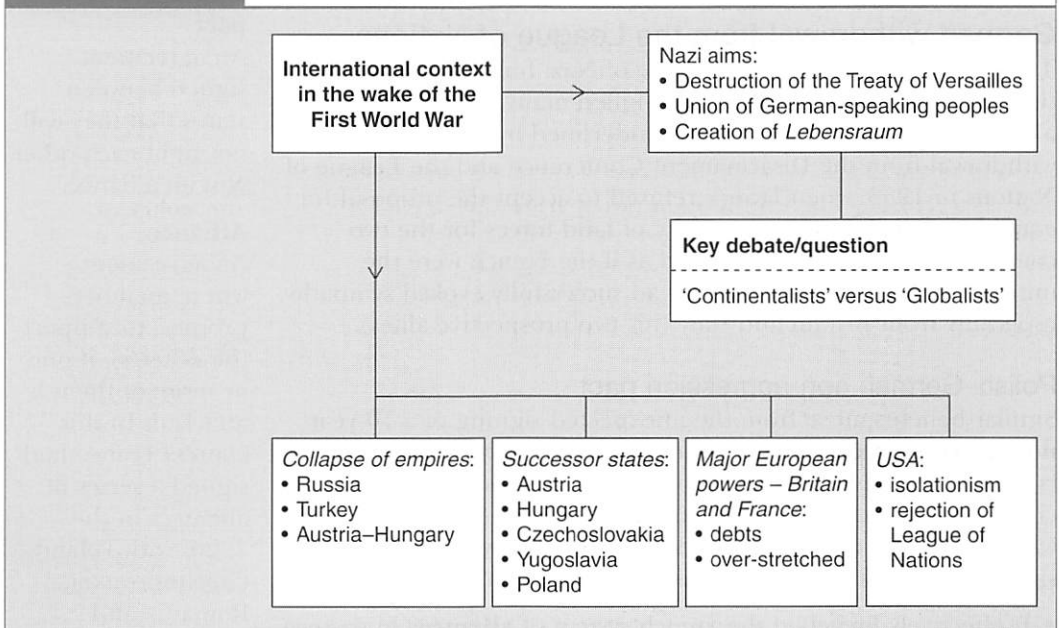 International context
in the wake of the
First World War
Nazi aims:
• Destruction of the Treaty of Versailles
• Union of German-speaking peoples
• Creation of Lebensraum
Key debate/question
‘Continentalists’ versus ‘Globalists’
Collapse of empires:
• Russia
• Turkey
• Austria–Hungary
Successor states:
• Austria
• Hungary
• Czechoslovakia
• Yugoslavia
• Poland
Major European
powers – Britain
and France:
• debts
• over-stretched
USA:
• isolationism
• rejection of
League of
Nations